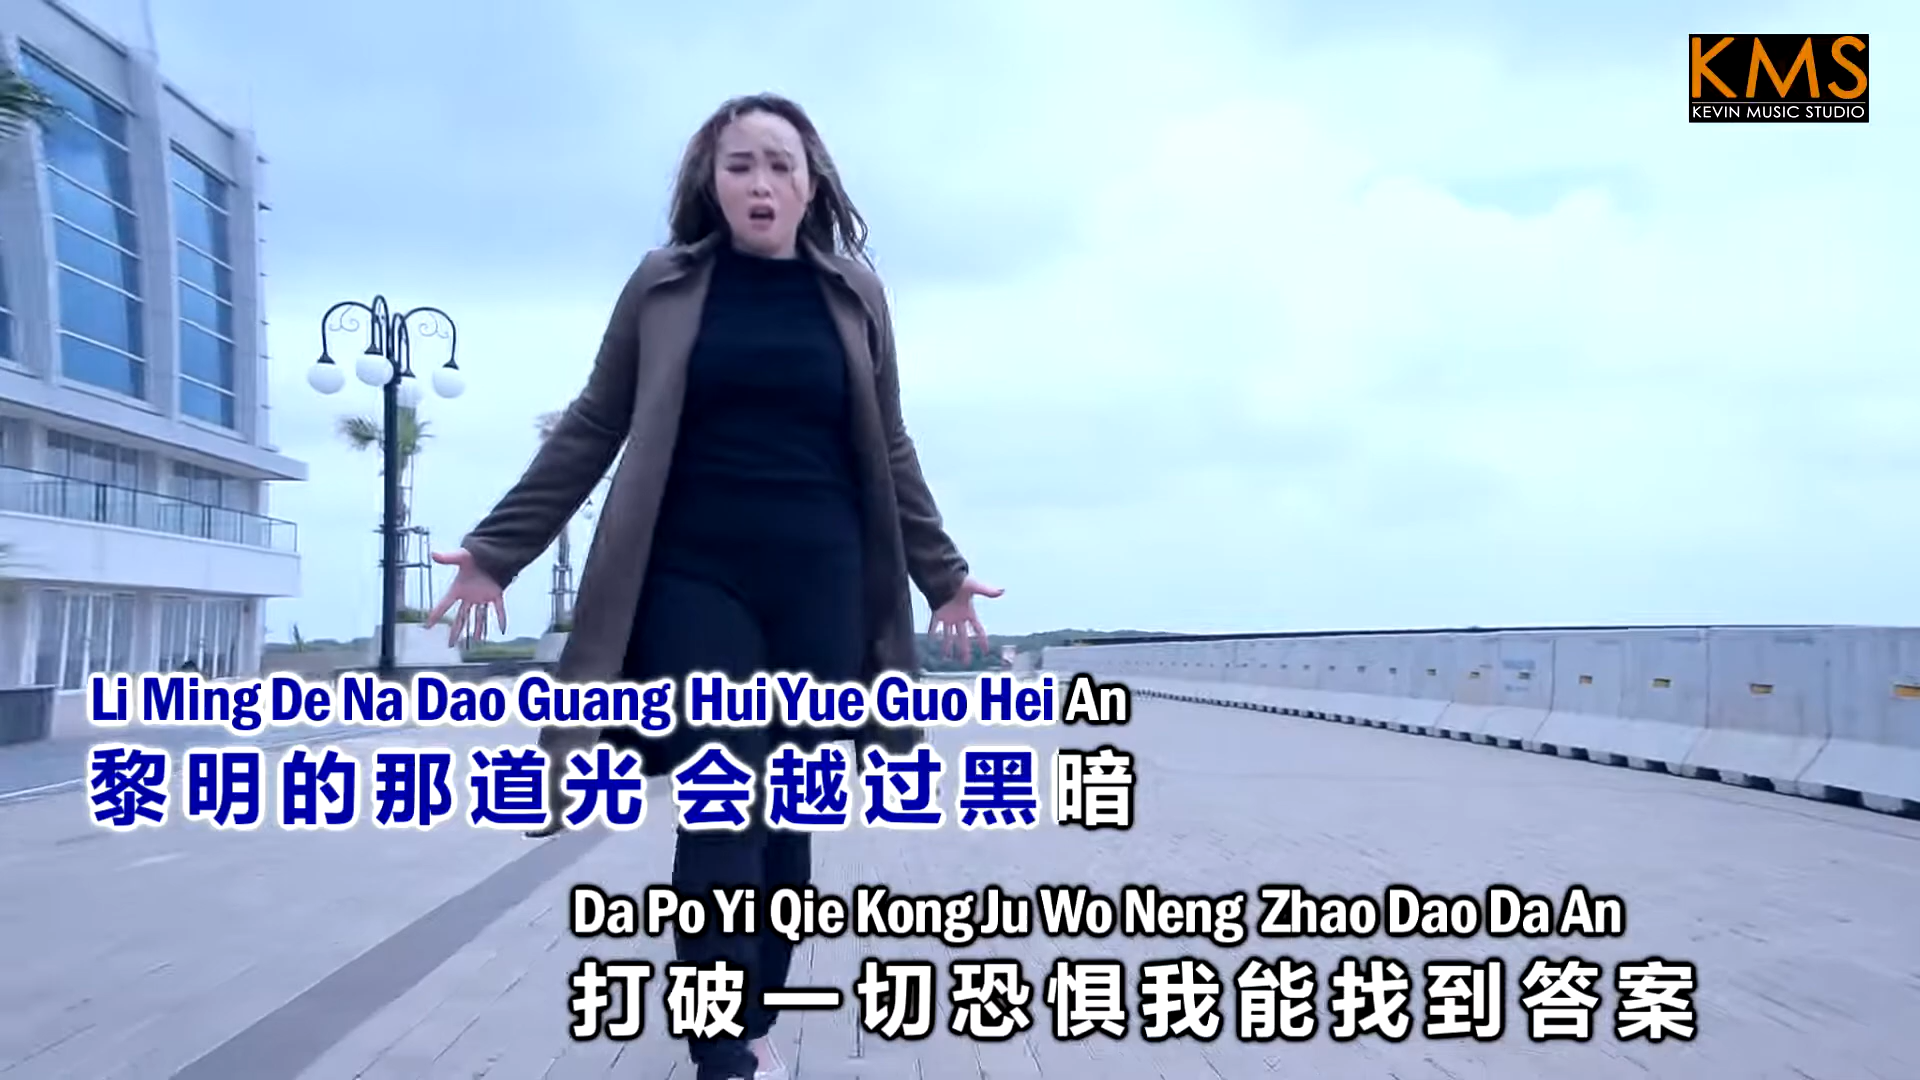 KMS
KEVIN MUSIC STUDIO
Li Ming De Na Dao Guang Hui Yue Guo Hei An
黎明的那道光 会越过黑暗
Da Po Yi Qie Kong Ju Wo Neng Zhao Dao Da An
打破一切恐惧我能找到答案